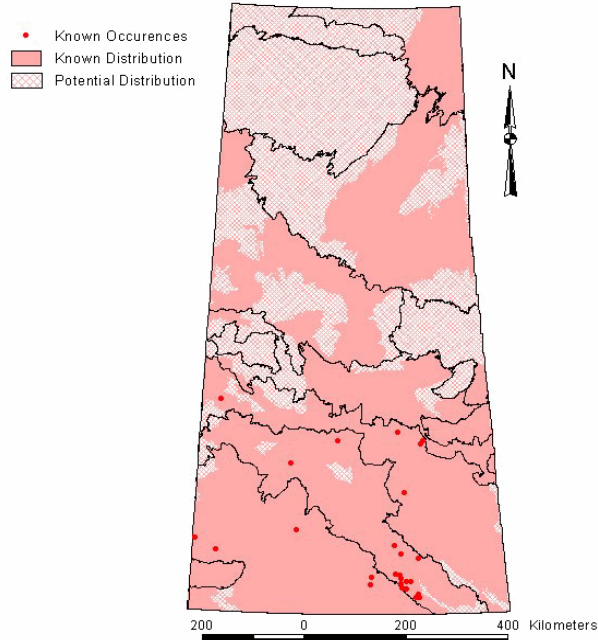 Known Occurences
Known Distribution
Potential Distribution
N
200 0 200 400 Kilometers